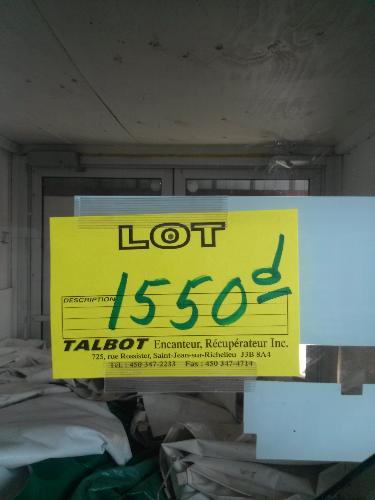 LOT
DESCRIPTION
1550 d
TALBOT Encanteur, Récupérateur Inc.
725, rue Rossiter, Saint-Jean-sur-Richelieu J3B 8A4
Tél.: 450 347-2233 Fax : 450 347-4714